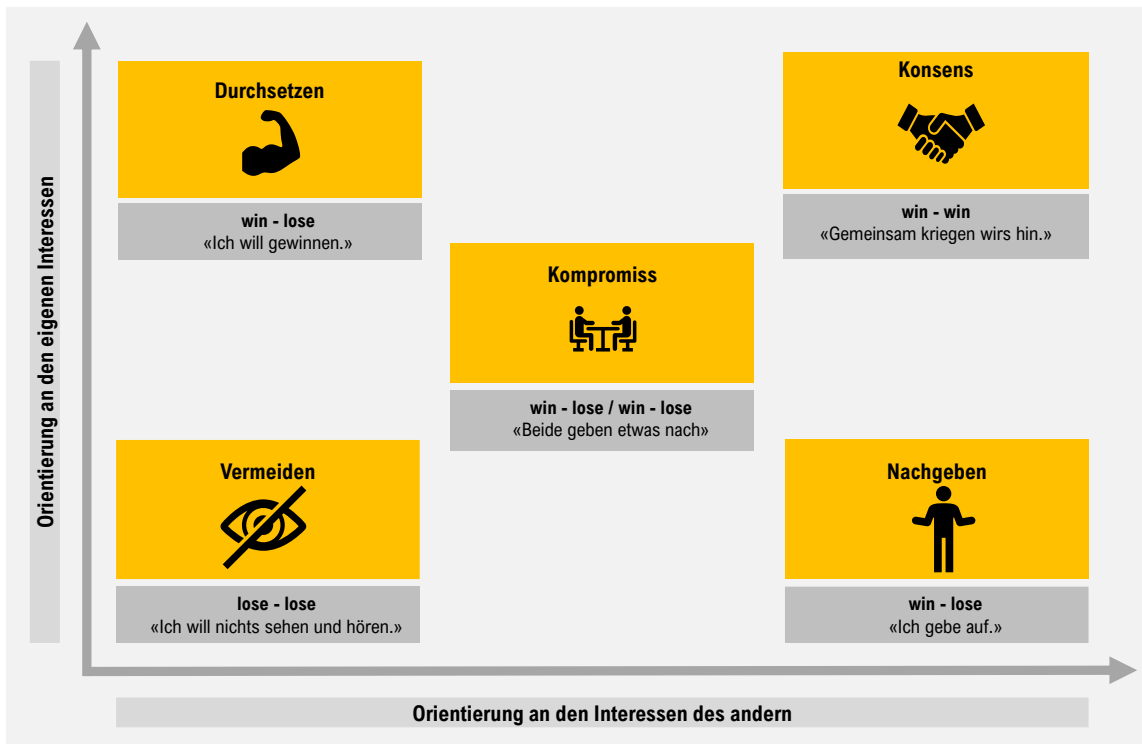 Orientierung an den eigenen Interessen
Durchsetzen
win - lose
«Ich will gewinnen.»
Konsens
win - win
«Gemeinsam kriegen wirs hin.»
Kompromiss
win - lose / win - lose
«Beide geben etwas nach»
Vermeiden
lose - lose
«Ich will nichts sehen und hören.»
Nachgeben
win - lose
«Ich gebe auf.»
Orientierung an den Interessen des andern